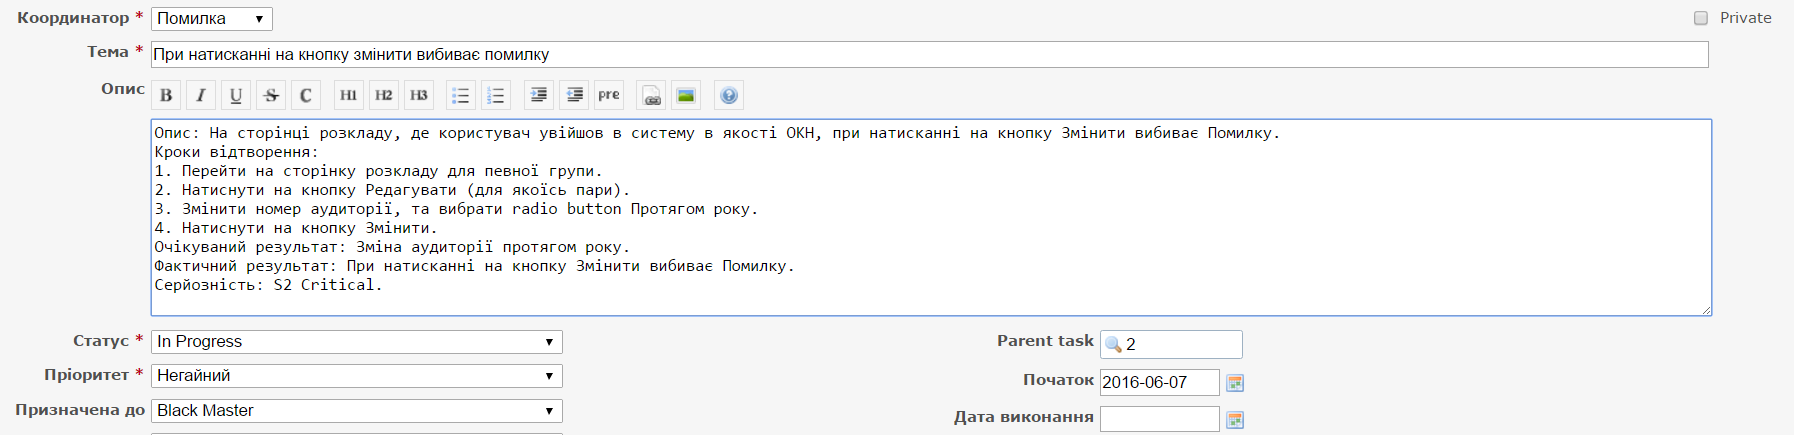 Координатор * Помилка Private
Тема * При натисканні на кнопку змінити вибиває помилку
Опис B I U S C H1 H2 H3 pre
Опис: На сторінці розкладу, де користувач увійшов в систему в якості ОКН, при натисканні на кнопку Змінити вибиває Помилку.
Кроки відтворення:
1. Перейти на сторінку розкладу для певної групи.
2. Натиснути на кнопку Редагувати (для якоїсь пари).
3. Змінити номер аудиторії, та вибрати radio button Протягом року.
4. Натиснути на кнопку Змінити.
Очікуваний результат: Зміна аудиторії протягом року.
Фактичний результат: При натисканні на кнопку Змінити вибиває Помилку.
Серйозність: S2 Critical.
Статус * In Progress Parent task 2
Пріоритет * Негайний Початок 2016-06-07
Призначена до Black Master Дата виконання